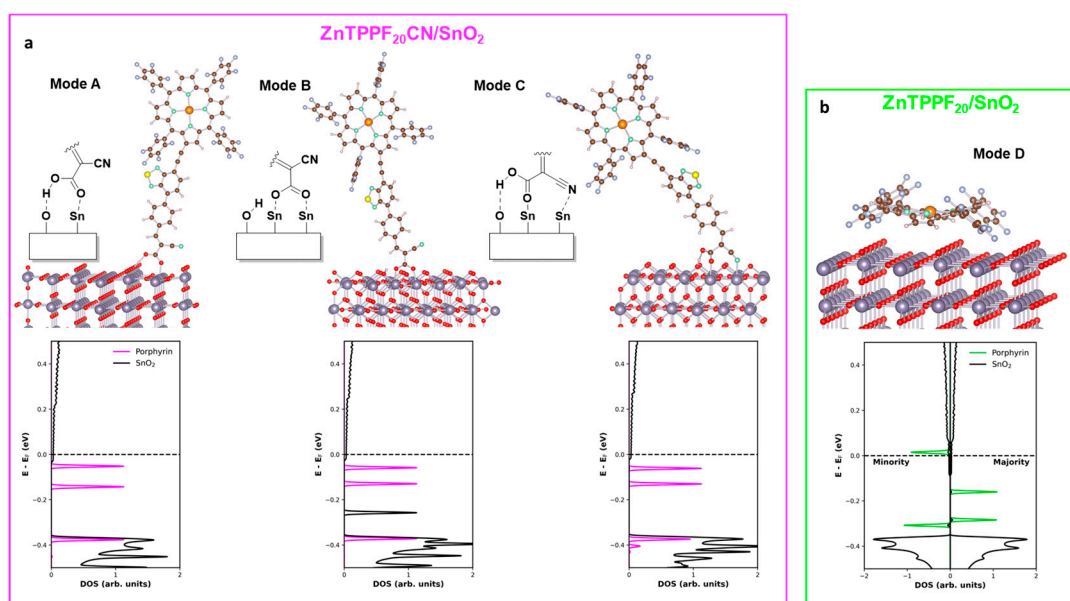 ZnTPPF20CN/SnO2
a
Mode A
Mode B
Mode C
CN
H
O
O
O
Sn
CN
H
O
O
O
Sn
Sn
H
O
O
N
O
Sn
Sn
Porphyrin
SnO2
E - EF (eV)
0.4
0.2
0.0
−0.2
−0.4
0
1
2
DOS (arb. units)
0.4
0.2
0.0
−0.2
−0.4
0
1
2
DOS (arb. units)
E - EF (eV)
0.4
0.2
0.0
−0.2
−0.4
0
1
2
DOS (arb. units)
b
ZnTPPF20/SnO2
Mode D
Porphyrin
SnO2
Minority
Majority
E - EF (eV)
0.4
0.2
0.0
−0.2
−0.4
−2
−1
0
1
2
DOS (arb. units)